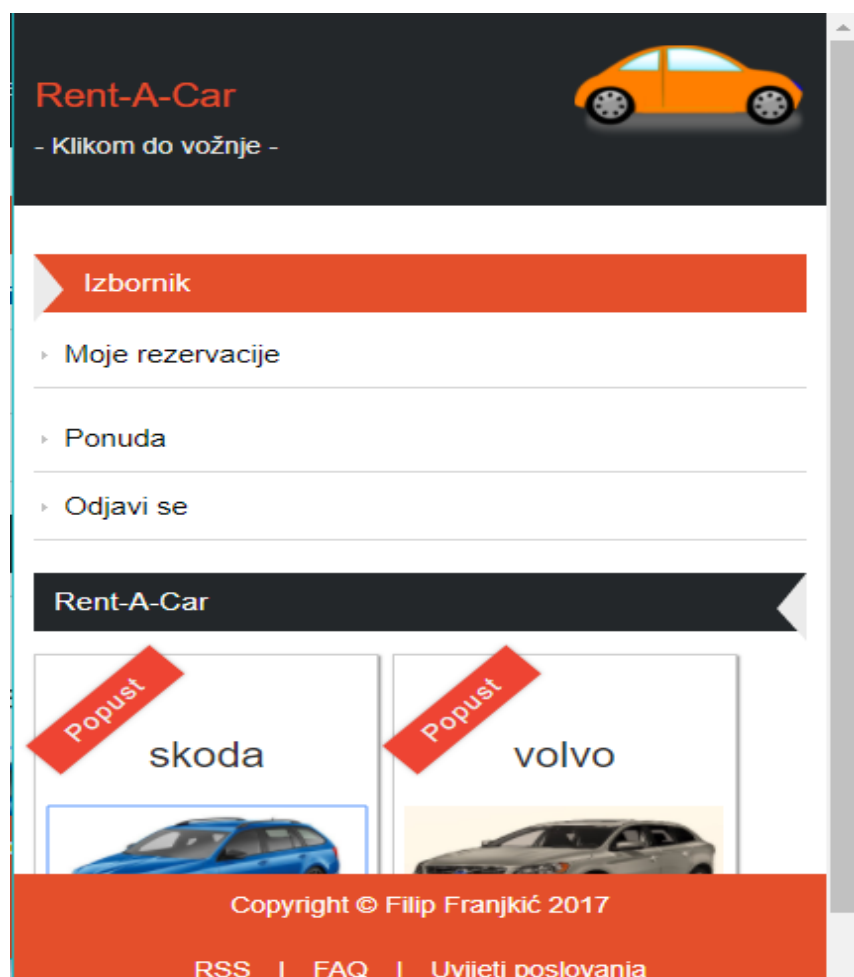 Rent-A-Car
- Klikom do vožnje -
Izbornik
Moje rezervacije
Ponuda
Odjavi se
Rent-A-Car
Popust
skoda
Popust
volvo
Copyright © Filip Franjkić 2017
RSS | FAQ | Uvijeti poslovanja